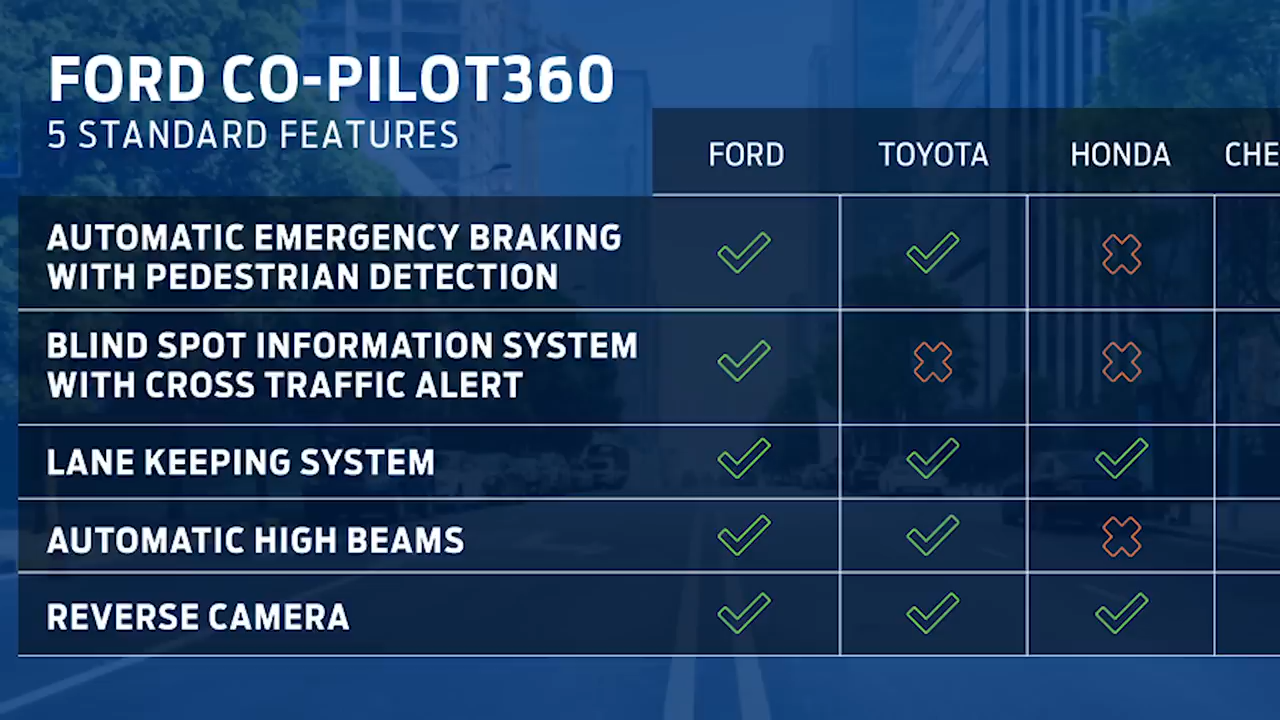 FORD CO-PILOT360
5 STANDARD FEATURES
FORD TOYOTA HONDA
AUTOMATIC EMERGENCY BRAKING
WITH PEDESTRIAN DETECTION
BLIND SPOT INFORMATION SYSTEM
WITH CROSS TRAFFIC ALERT
LANE KEEPING SYSTEM
AUTOMATIC HIGH BEAMS
REVERSE CAMERA